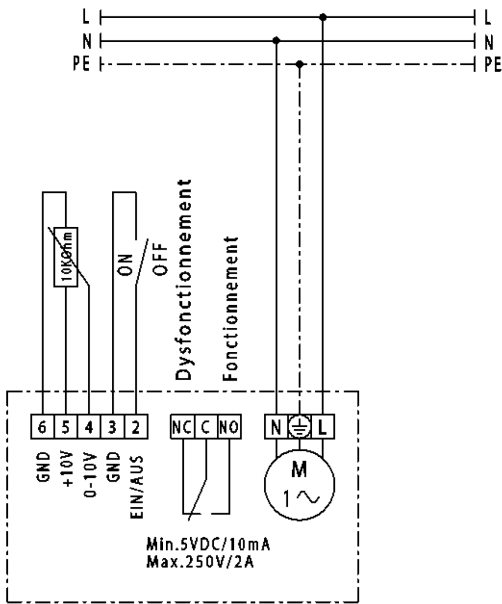 L L
N N
PE PE
10KOhm
ON
OFF
Dysfonctionnement
Fonctionnement
6 5 4 3 2
NC C NO
N L
GND
+10V
0-10V
GND
EIN/AUS
M
1~
Min.5VDC/10mA
Max.250V/2A